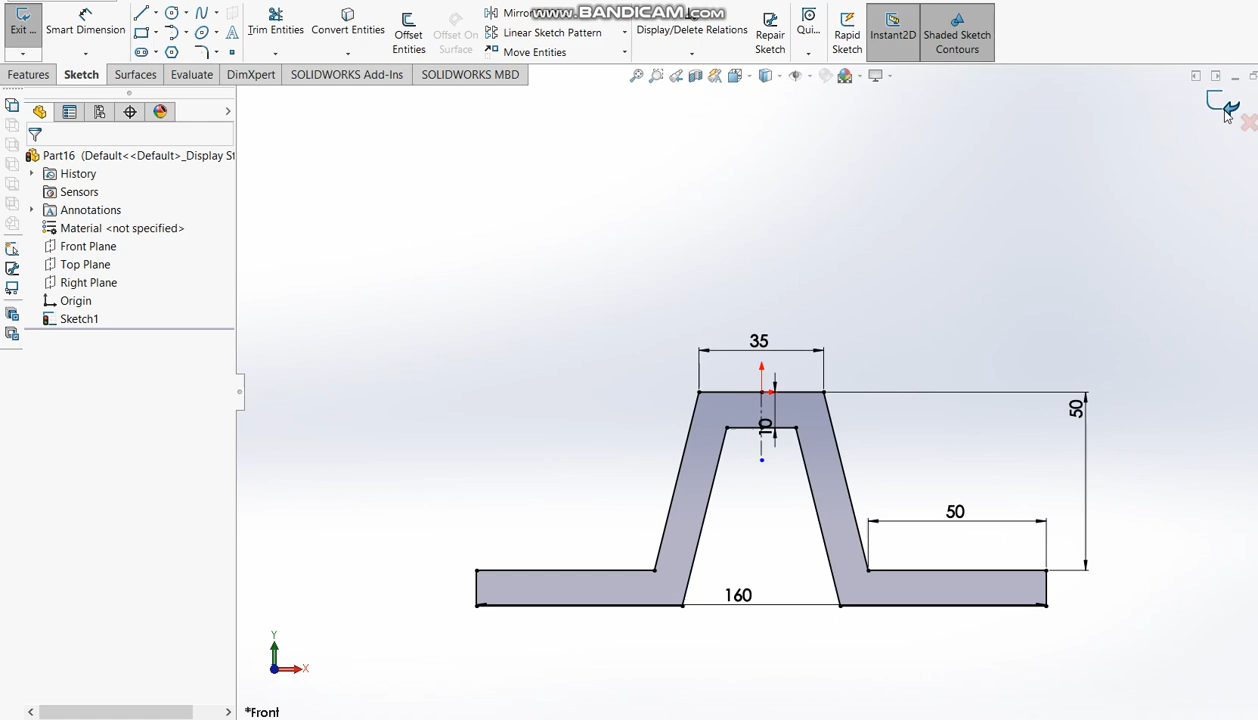 www.BANDICAM.com
Exit ...
Smart Dimension
Trim Entities
Convert Entities
Offset Entities
Offset On Surface
Mirror
Linear Sketch Pattern
Move Entities
Display/Delete Relations
Repair Sketch
Qui...
Rapid Sketch
Instant2D
Shaded Sketch Contours
Features
Sketch
Surfaces
Evaluate
DimXpert
SOLIDWORKS Add-Ins
SOLIDWORKS MBD
Part16 (Default<<Default>_Display St
History
Sensors
Annotations
Material <not specified>
Front Plane
Top Plane
Right Plane
Origin
Sketch1
35
10
50
50
160
Y
X
*Front